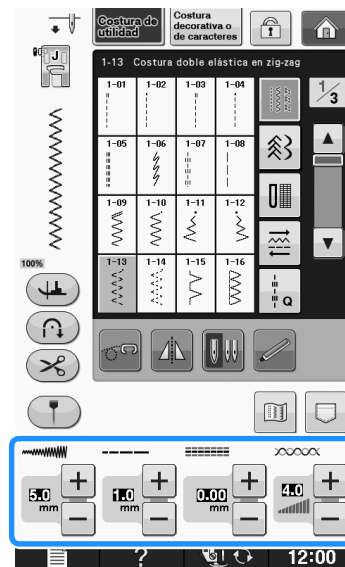 Costura de utilidad
Costura decorativa o de caracteres
J
1-13 Costura doble elástica en zig-zag
1-01 1-02 1-03 1-04
1/3
1-05 1-06 1-07 1-08
1-09 1-10 1-11 1-12
100%
1-13 1-14 1-15 1-16
Q
5.0 mm
1.0 mm
0.00 mm
4.0
?
12:00